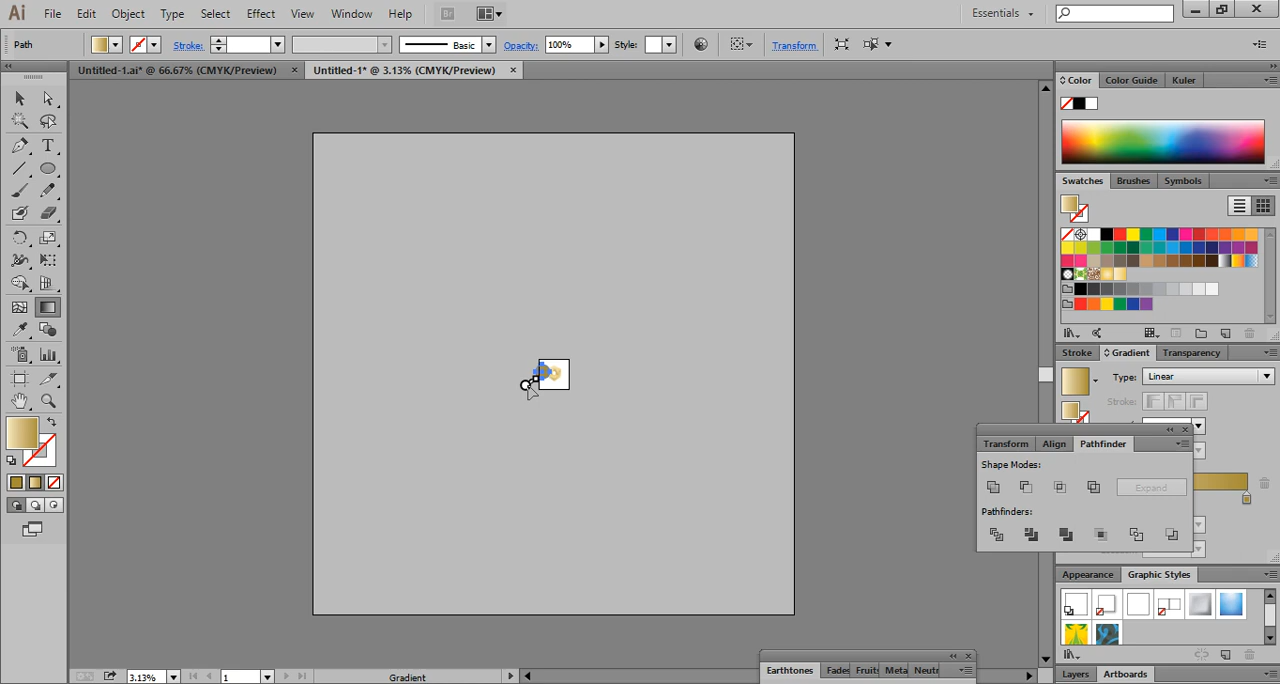 Ai File Edit Object Type Select Effect View Window Help Br Essentials
Path Stroke: Basic Opacity: 100% Style: Transform
Untitled-1.ai* @ 66.67% (CMYK/Preview) × Untitled-1* @ 3.13% (CMYK/Preview) ×
Color Color Guide Kuler
Swatches Brushes Symbols
Stroke Gradient Transparency
Type: Linear
Stroke:
Transform Align Pathfinder
Shape Modes:
Expand
Pathfinders:
Appearance Graphic Styles
Earthtones Fades Fruits Meta Neutr
Layers Artboards
3.13% 1 Gradient